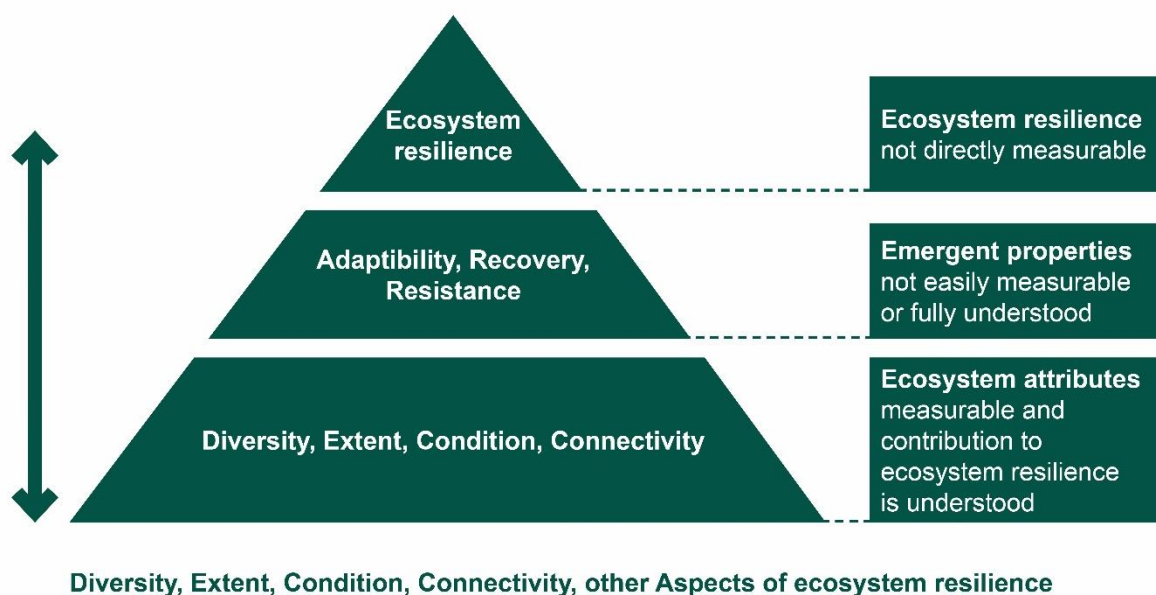 Ecosystem
resilience
Ecosystem resilience
not directly measurable
Adaptibility, Recovery,
Resistance
Emergent properties
not easily measurable
or fully understood
Diversity, Extent, Condition, Connectivity
Ecosystem attributes
measurable and
contribution to
ecosystem resilience
is understood
Diversity, Extent, Condition, Connectivity, other Aspects of ecosystem resilience